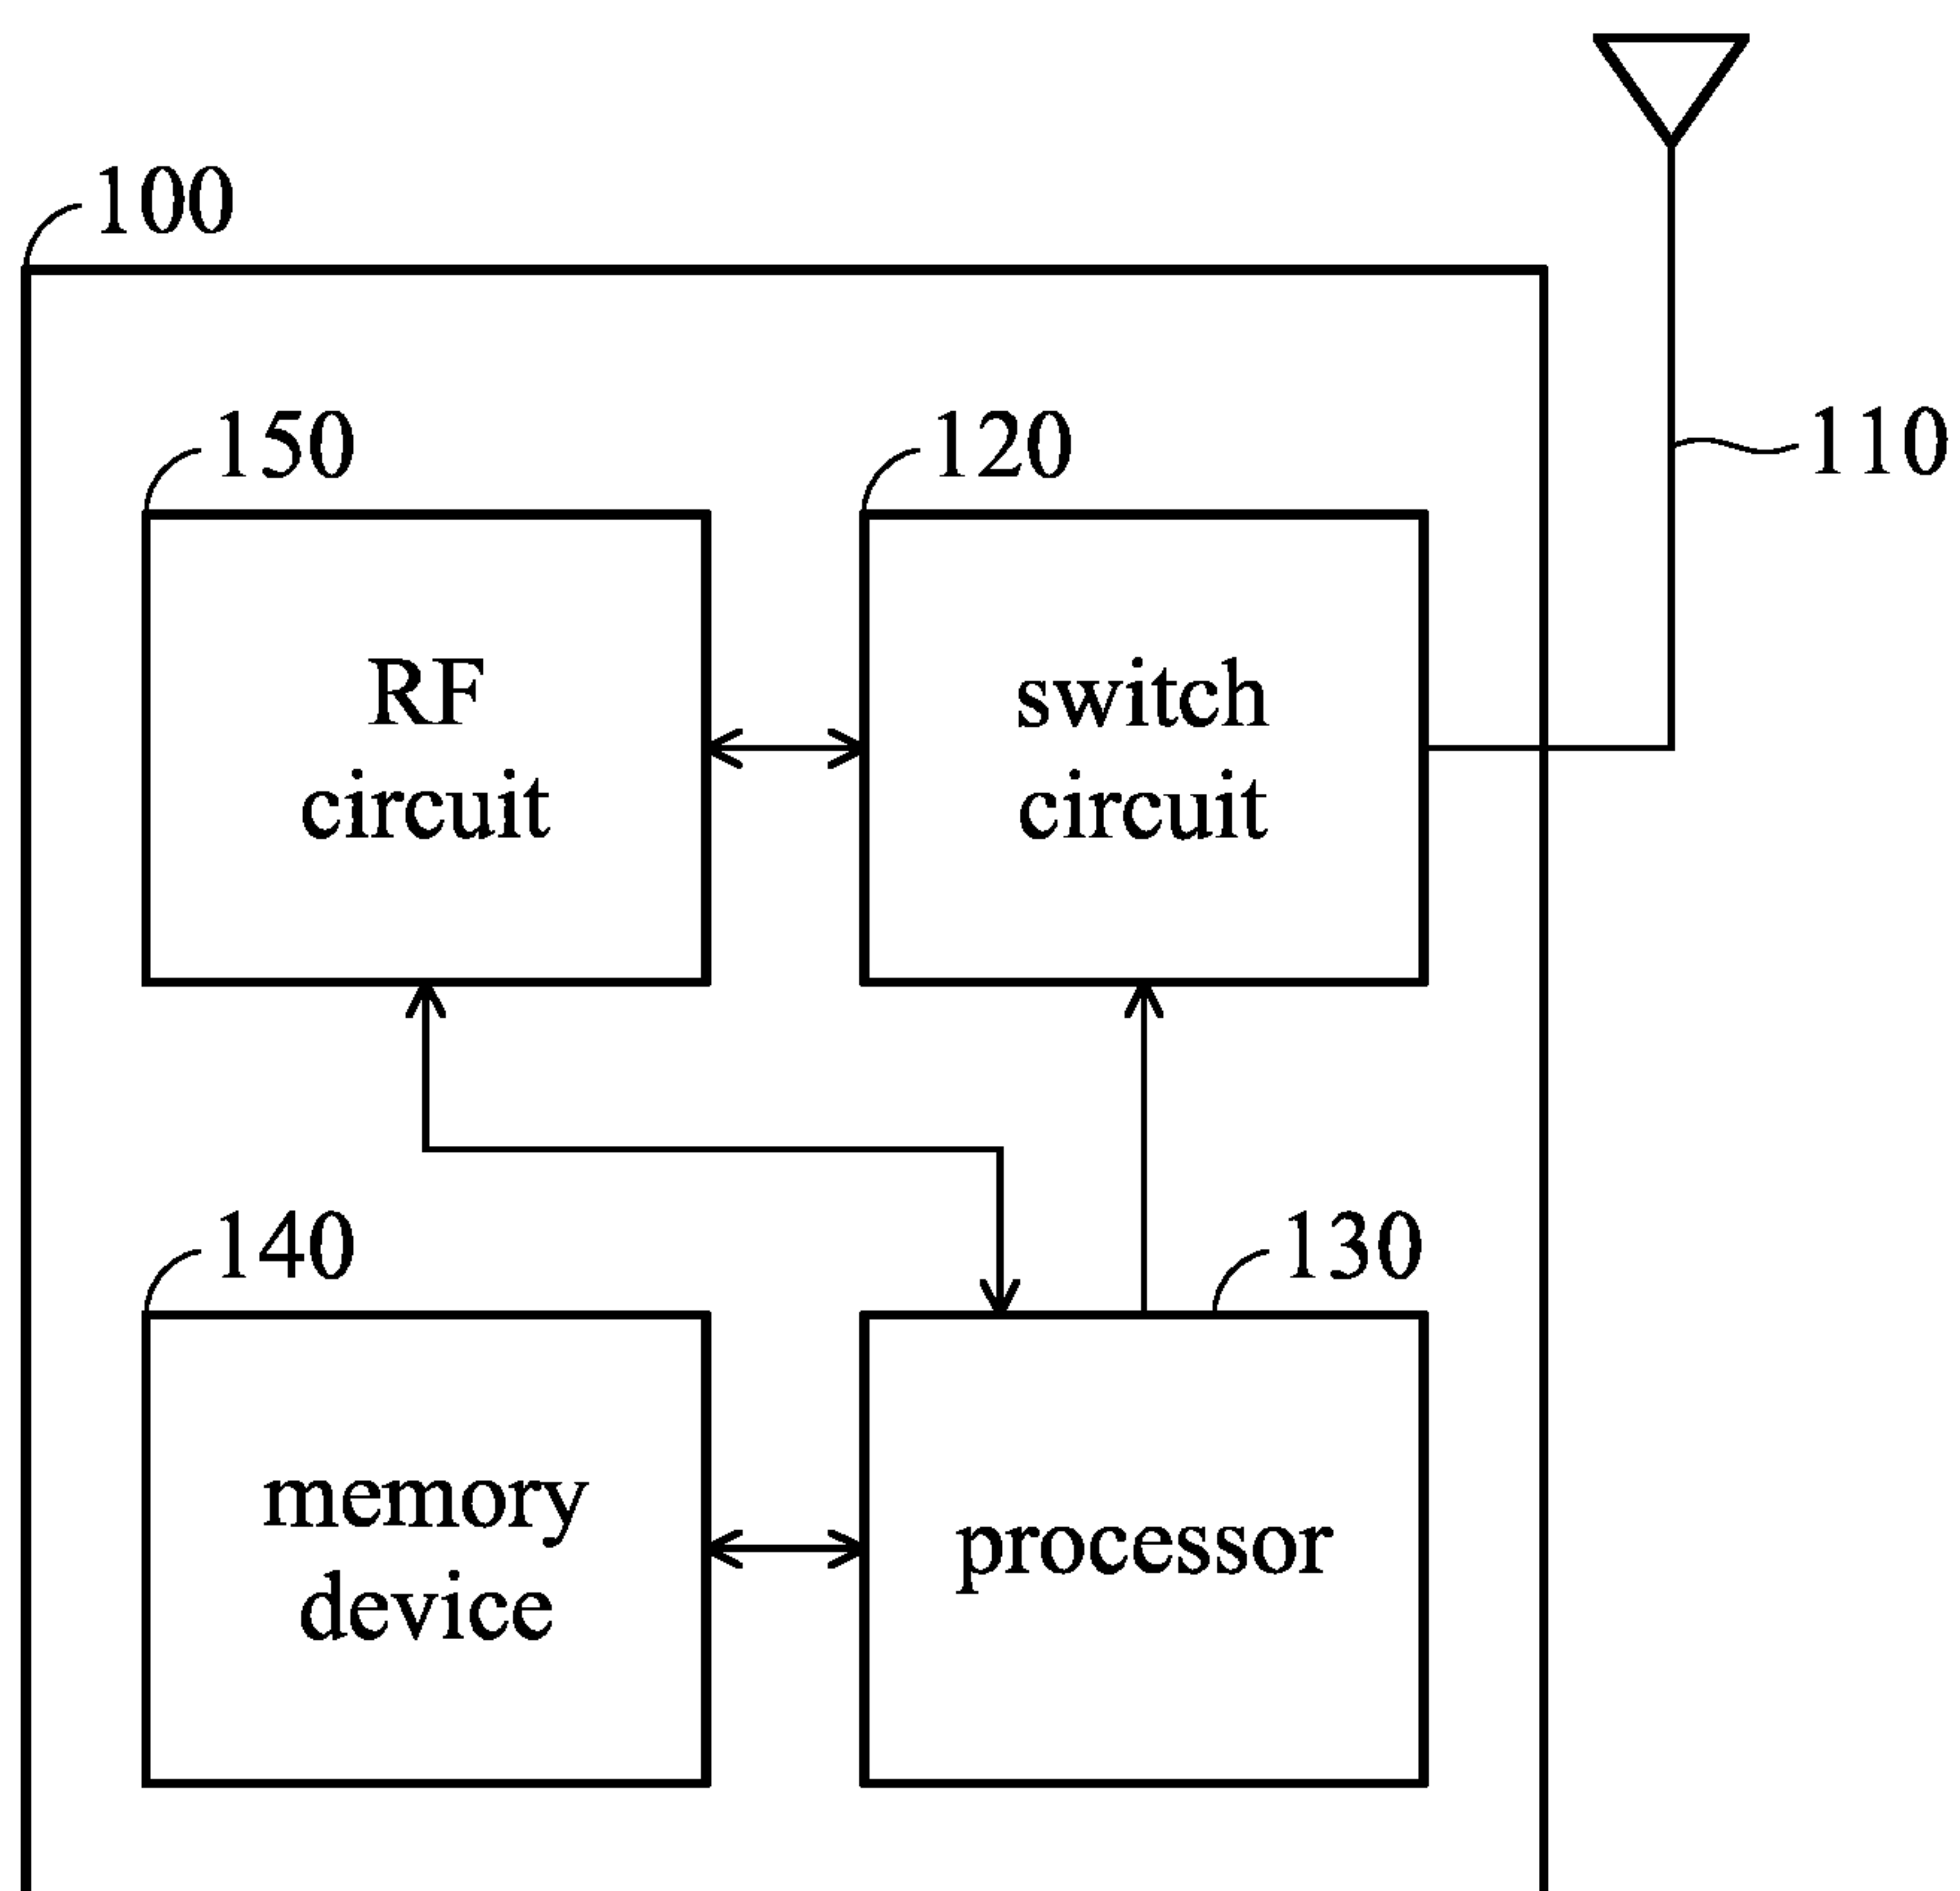 100
150
120
110
RF
circuit
switch
circuit
140
130
memory
device
processor